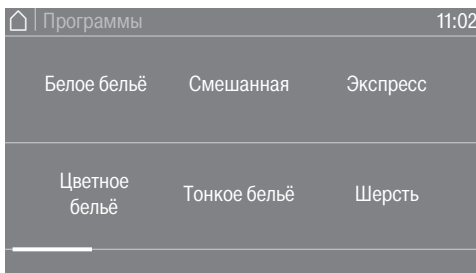 Программы 11:02
Белое бельё Смешанная Экспресс
Цветное
бельё Тонкое бельё Шерсть